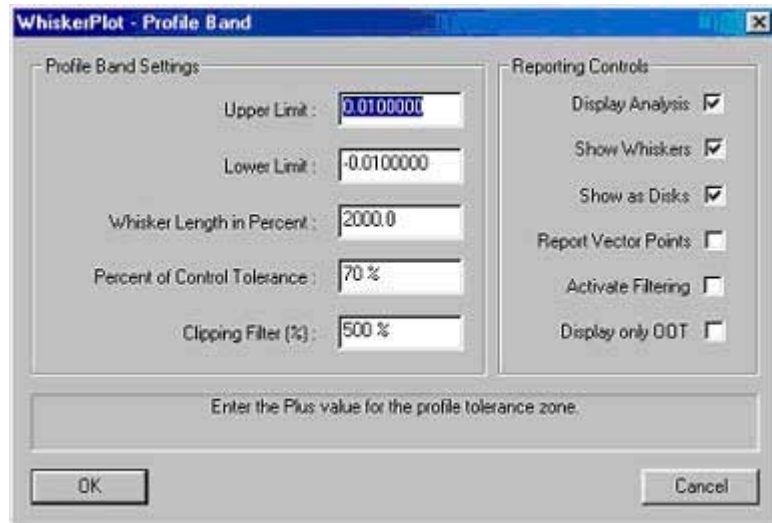 WhiskerPlot - Profile Band
Profile Band Settings
Upper Limit : 0.0100000
Lower Limit : -0.0100000
Whisker Length in Percent : 2000.0
Percent of Control Tolerance : 70 %
Clipping Filter (%) : 500 %
Reporting Controls
Display Analysis
Show Whiskers
Show as Disks
Report Vector Points
Activate Filtering
Display only OOT
Enter the Plus value for the profile tolerance zone.
OK
Cancel